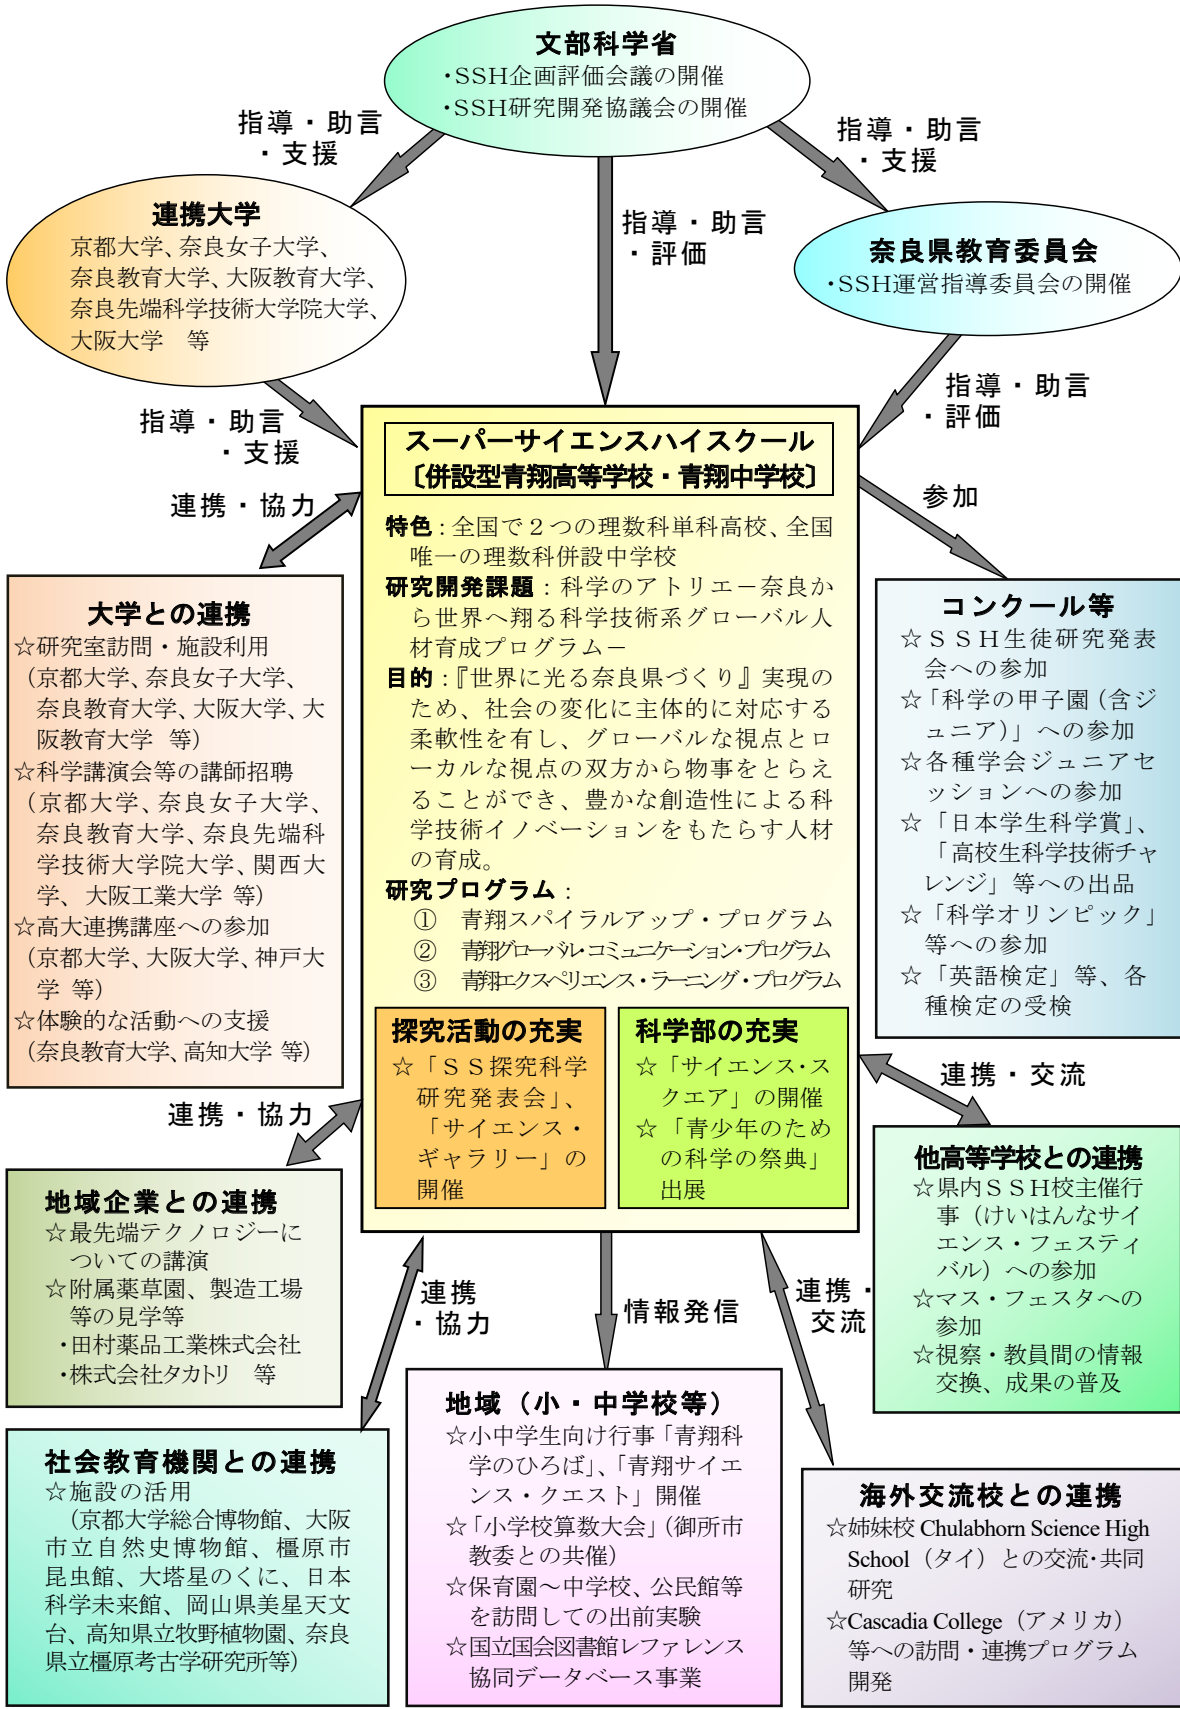 文部科学省
・SSH企画評価会議の開催
・SSH研究開発協議会の開催
指導・助言
・支援
指導・助言
・支援
指導・助言
・評価
連携大学
京都大学、奈良女子大学、
奈良教育大学、大阪教育大学、
奈良先端科学技術大学院大学、
大阪大学　等
奈良県教育委員会
・SSH運営指導委員会の開催
指導・助言
・支援
指導・助言
・評価
連携・協力
参加
スーパーサイエンスハイスクール
〔併設型青翔高等学校・青翔中学校〕
特色：全国で２つの理数科単科高校、全国
唯一の理数科併設中学校
研究開発課題：科学のアトリエ－奈良か
ら世界へ翔る科学技術系グローバル人
材育成プログラム－
目的：『世界に光る奈良県づくり』実現の
ため、社会の変化に主体的に対応する
柔軟性を有し、グローバルな視点とロ
ーカルな視点の双方から物事をとらえ
ることができ、豊かな創造性による科
学技術イノベーションをもたらす人材
の育成。
研究プログラム：
①　青翔スパイラルアップ・プログラム
②　青翔グローバル・コミュニケーション・プログラム
③　青翔エクスペリエンス・ラーニング・プログラム
探究活動の充実
☆「ＳＳ探究科学
研究発表会」、
「サイエンス・
ギャラリー」の
開催
科学部の充実
☆「サイエンス・ス
クエア」の開催
☆「青少年のため
の科学の祭典」
出展
大学との連携
☆研究室訪問・施設利用
（京都大学、奈良女子大学、
奈良教育大学、大阪大学、大
阪教育大学 等）
☆科学講演会等の講師招聘
（京都大学、奈良女子大学、
奈良教育大学、奈良先端科
学技術大学院大学、関西大
学、大阪工業大学 等）
☆高大連携講座への参加
（京都大学、大阪大学、神戸大
学 等）
☆体験的な活動への支援
（奈良教育大学、高知大学 等）
コンクール等
☆ＳＳＨ生徒研究発表
会への参加
☆「科学の甲子園（含ジ
ュニア）」への参加
☆各種学会ジュニアセ
ッションへの参加
☆「日本学生科学賞」、
「高校生科学技術チャ
レンジ」等への出品
☆「科学オリンピック」
等への参加
☆「英語検定」等、各
種検定の受検
連携・協力
連携・交流
地域企業との連携
☆最先端テクノロジーに
ついての講演
☆附属薬草園、製造工場
等の見学等
・田村薬品工業株式会社
・株式会社タカトリ　等
他高等学校との連携
☆県内ＳＳＨ校主催行
事（けいはんなサイ
エンス・フェスティ
バル）への参加
☆マス・フェスタへの
参加
☆視察・教員間の情報
交換、成果の普及
連携
・協力
情報発信
連携・
交流
社会教育機関との連携
☆施設の活用
（京都大学総合博物館、大阪
市立自然史博物館、橿原市
昆虫館、大塔星のくに、日本
科学未来館、岡山県美星天文
台、高知県立牧野植物園、奈良
県立橿原考古学研究所等）
地域（小・中学校等）
☆小中学生向け行事「青翔科
学のひろば」、「青翔サイエ
ンス・クエスト」開催
☆「小学校算数大会」（御所市
教委との共催）
☆保育園～中学校、公民館等
を訪問しての出前実験
☆国立国会図書館レファレンス
協同データベース事業
海外交流校との連携
☆姉妹校 Chulabhorn Science High
School（タイ）との交流・共同
研究
☆Cascadia College（アメリカ）
等への訪問・連携プログラム
開発